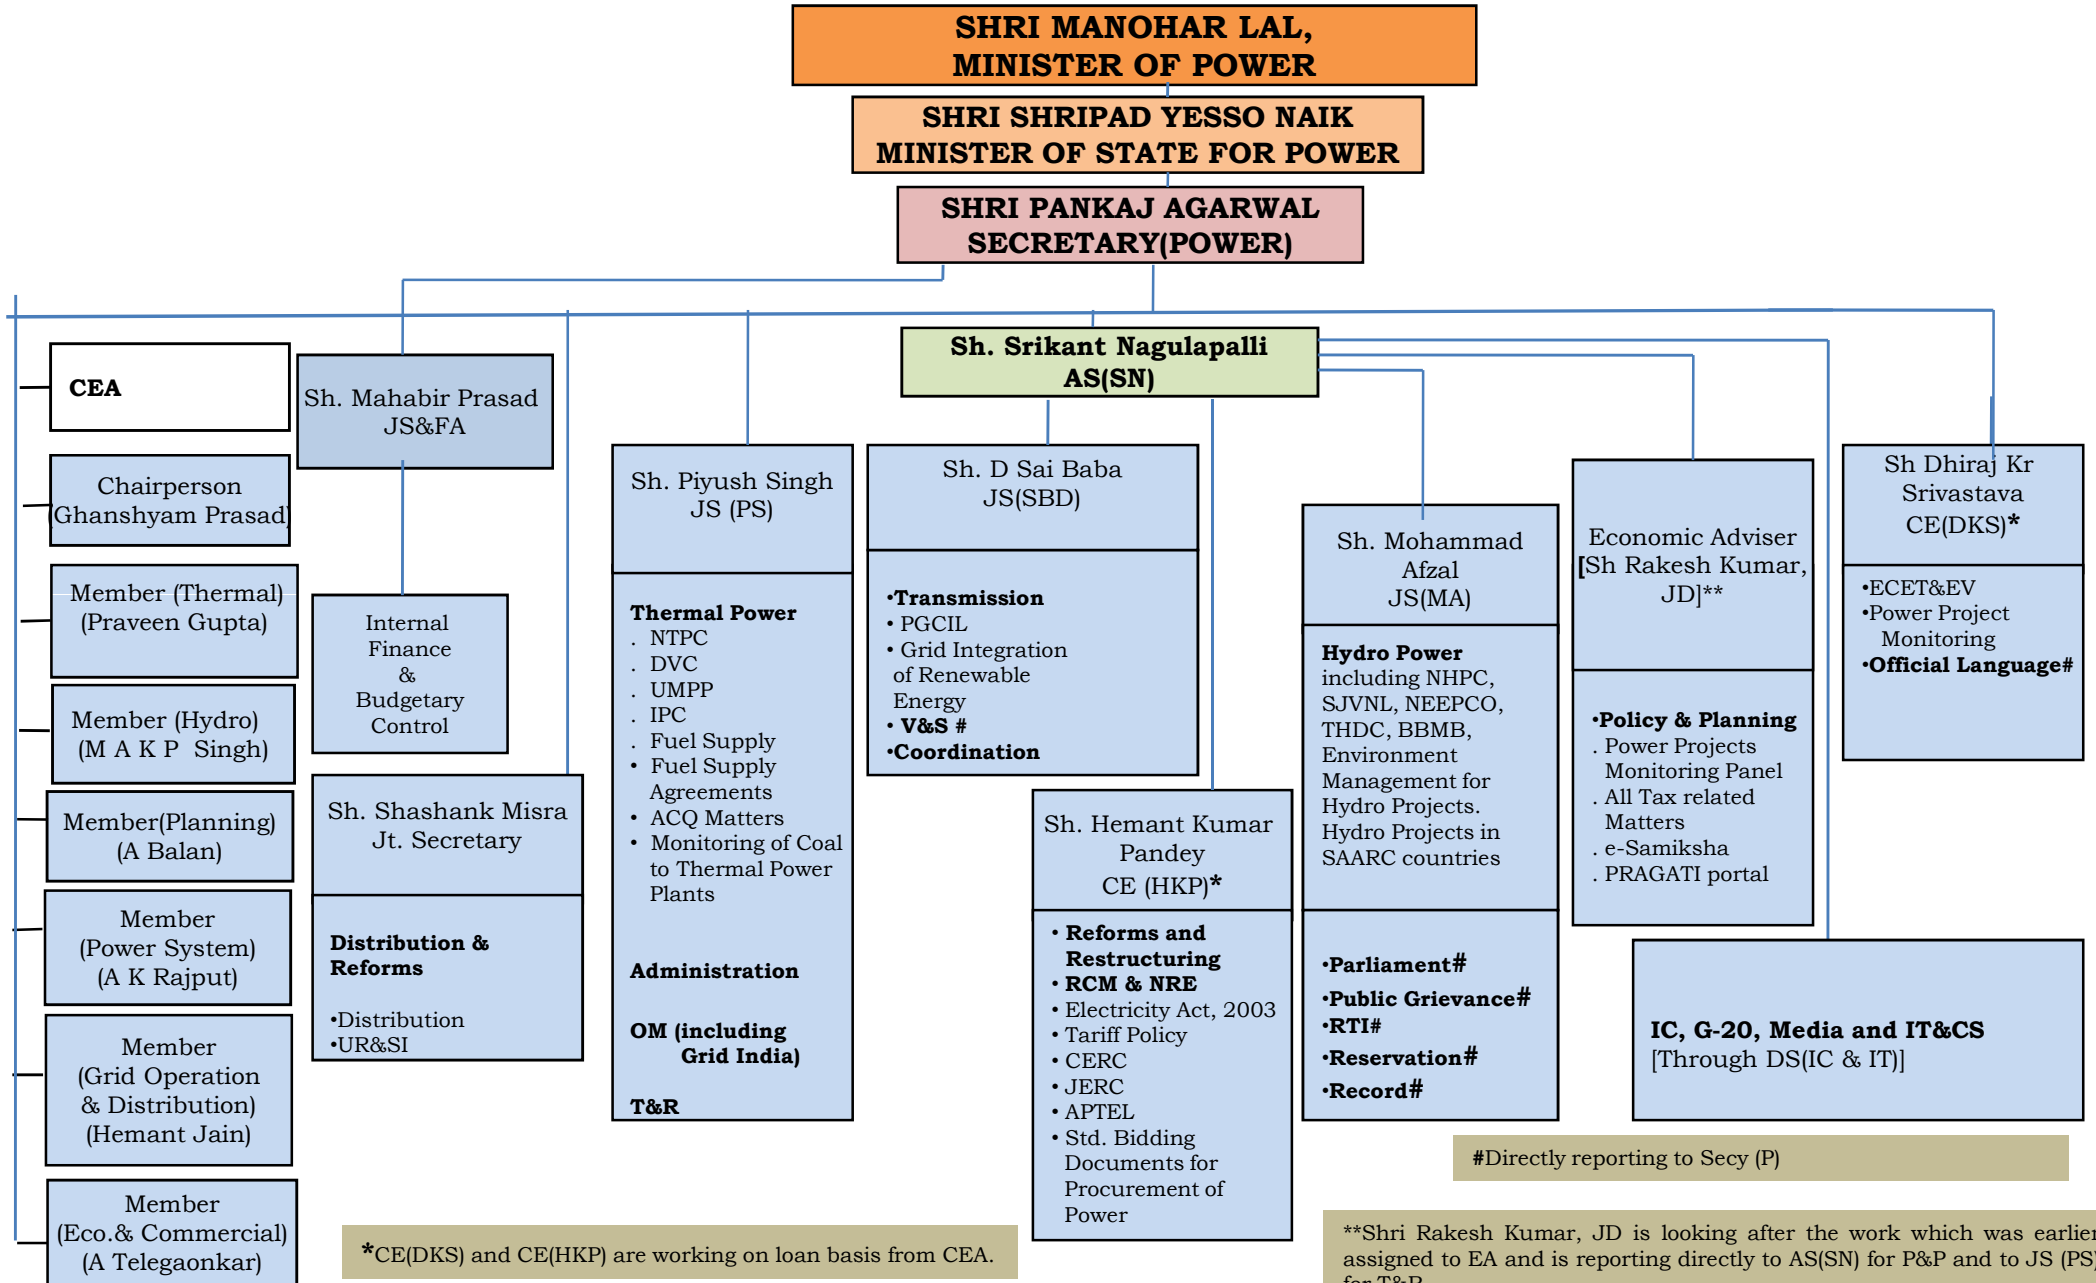 SHRI MANOHAR LAL,
MINISTER OF POWER
SHRI SHRIPAD YESSO NAIK
MINISTER OF STATE FOR POWER
SHRI PANKAJ AGARWAL
SECRETARY(POWER)
Sh. Srikant Nagulapalli
AS(SN)
CEA
Chairperson
(Ghanshyam Prasad)
Member (Thermal)
(Praveen Gupta)
Member (Hydro)
(M A K P Singh)
Member(Planning)
(A Balan)
Member
(Power System)
(A K Rajput)
Member
(Grid Operation
& Distribution)
(Hemant Jain)
Member
(Eco.& Commercial)
(A Telegaonkar)
Sh. Mahabir Prasad
JS&FA
Internal
Finance
&
Budgetary
Control
Sh. Shashank Misra
Jt. Secretary
Distribution &
Reforms
•Distribution
•UR&SI
Sh. Piyush Singh
JS (PS)
Thermal Power
. NTPC
. DVC
. UMPP
. IPC
. Fuel Supply
• Fuel Supply
Agreements
• ACQ Matters
• Monitoring of Coal
to Thermal Power
Plants
Administration
OM (including
Grid India)
T&R
Sh. D Sai Baba
JS(SBD)
•Transmission
• PGCIL
• Grid Integration
of Renewable
Energy
• V&S #
•Coordination
Sh. Hemant Kumar
Pandey
CE (HKP)*
• Reforms and
Restructuring
• RCM & NRE
• Electricity Act, 2003
• Tariff Policy
• CERC
• JERC
• APTEL
• Std. Bidding
Documents for
Procurement of
Power
Sh. Mohammad
Afzal
JS(MA)
Hydro Power
including NHPC,
SJVNL, NEEPCO,
THDC, BBMB,
Environment
Management for
Hydro Projects.
Hydro Projects in
SAARC countries
•Parliament#
•Public Grievance#
•RTI#
•Reservation#
•Record#
Economic Adviser
[Sh Rakesh Kumar,
JD]**
•Policy & Planning
. Power Projects
Monitoring Panel
. All Tax related
Matters
. e-Samiksha
. PRAGATI portal
Sh Dhiraj Kr
Srivastava
CE(DKS)*
•ECET&EV
•Power Project
Monitoring
•Official Language#
IC, G-20, Media and IT&CS
[Through DS(IC & IT)]
#Directly reporting to Secy (P)
*CE(DKS) and CE(HKP) are working on loan basis from CEA.
**Shri Rakesh Kumar, JD is looking after the work which was earlier
assigned to EA and is reporting directly to AS(SN) for P&P and to JS (PS)
for T&R